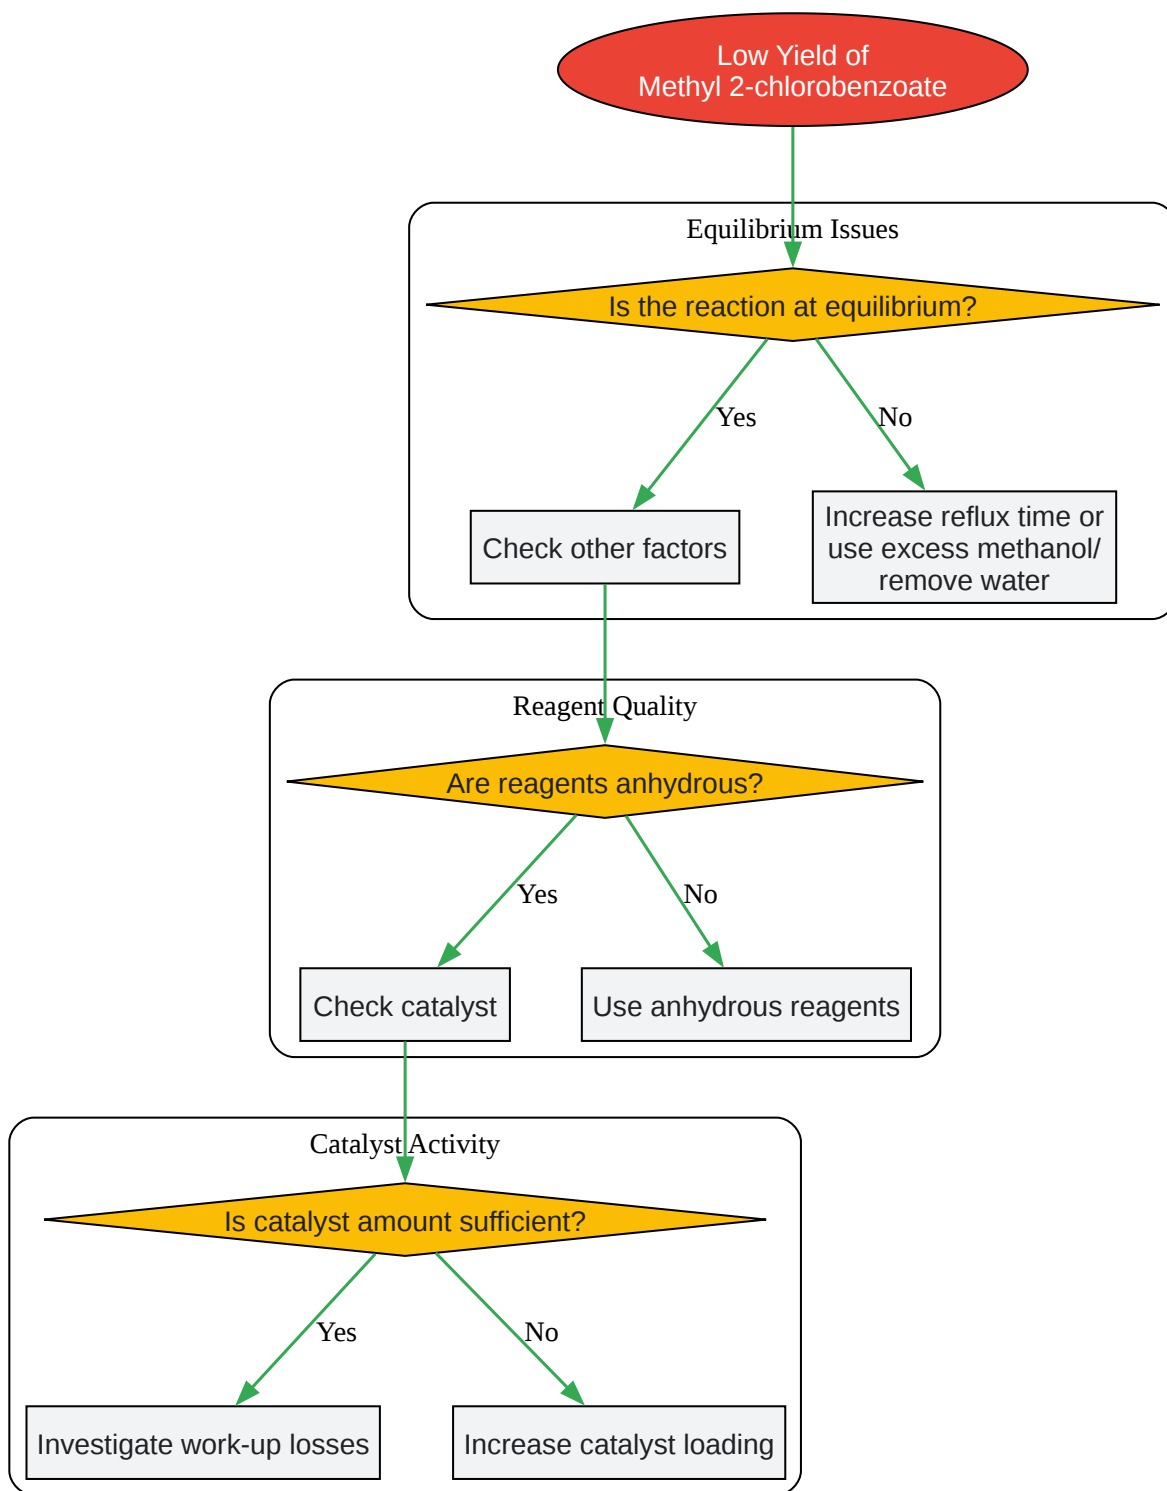 Low Yield of
Methyl 2-chlorobenzoate
Equilibrium Issues
Is the reaction at equilibrium?
Yes
No
Check other factors
Increase reflux time or
use excess methanol/
remove water
Reagent Quality
Are reagents anhydrous?
Yes
No
Check catalyst
Use anhydrous reagents
Catalyst Activity
Is catalyst amount sufficient?
Yes
No
Investigate work-up losses
Increase catalyst loading